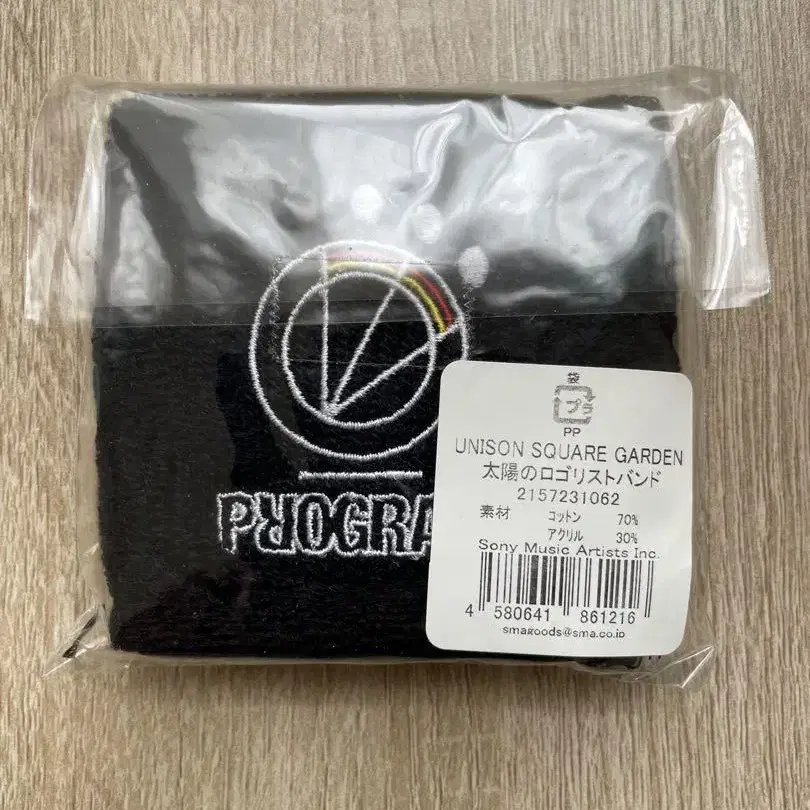 PROGRA
袋
プラ
PP
UNISON SQUARE GARDEN
太陽のロゴリストバンド
2157231062
素材 コットン 70%
アクリル 30%
Sony Music Artists Inc.
4 580641 861216
smagoods@sma.co.jp